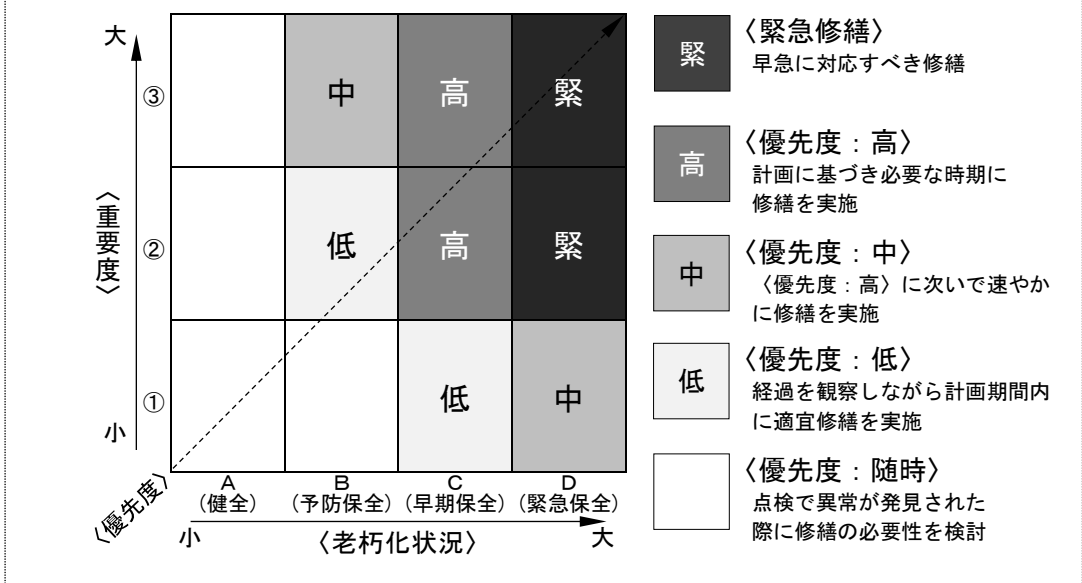 大
③
中
高
緊
〈重要度〉
②
低
高
緊
①
低
中
小
〈優先度〉
A
（健全）
B
（予防保全）
C
（早期保全）
D
（緊急保全）
小
〈老朽化状況〉
大
緊
〈緊急修繕〉
早急に対応すべき修繕
高
〈優先度：高〉
計画に基づき必要な時期に
修繕を実施
中
〈優先度：中〉
〈優先度：高〉に次いで速やか
に修繕を実施
低
〈優先度：低〉
経過を観察しながら計画期間内
に適宜修繕を実施
〈優先度：随時〉
点検で異常が発見された
際に修繕の必要性を検討